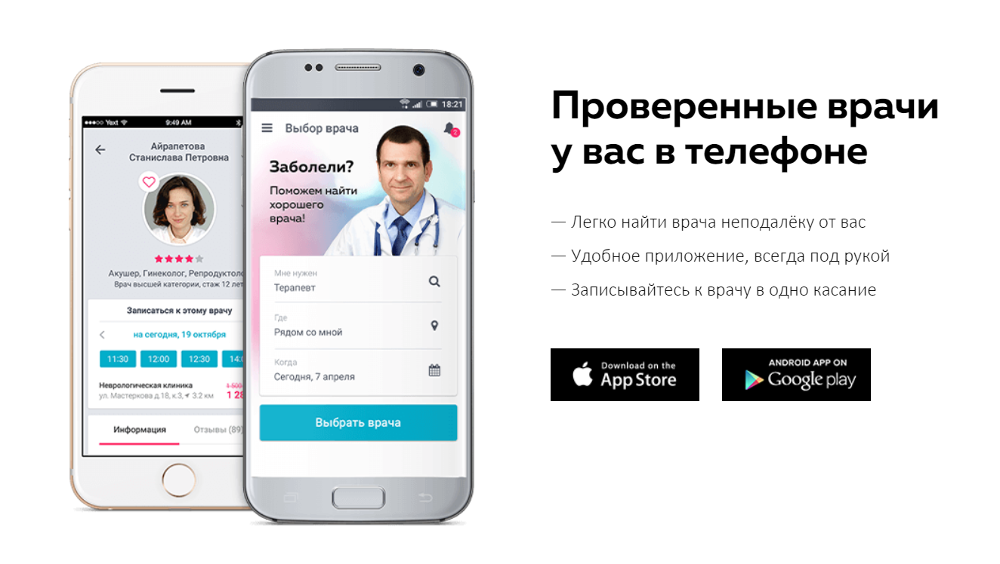 Yext 9:49 AM
Айрапетова
Станислава Петровна
Акушер, Гинеколог, Репродуктоло
Врач высшей категории, стаж 12 лет
Записаться к этому врачу
на сегодня, 19 октября
11:30 12:00 12:30 14:0
Неврологическая клиника 1 500
ул. Мастеркова д.18, к.3, 3.2 км 1 28
Информация Отзывы (89)
18:21
Выбор врача 2
Заболели?
Поможем найти
хорошего
врача!
Мне нужен
Терапевт
Где
Рядом со мной
Когда
Сегодня, 7 апреля
Выбрать врача
Проверенные врачи
у вас в телефоне
— Легко найти врача неподалёку от вас
— Удобное приложение, всегда под рукой
— Записывайтесь к врачу в одно касание
Download on the
App Store
ANDROID APP ON
Google play